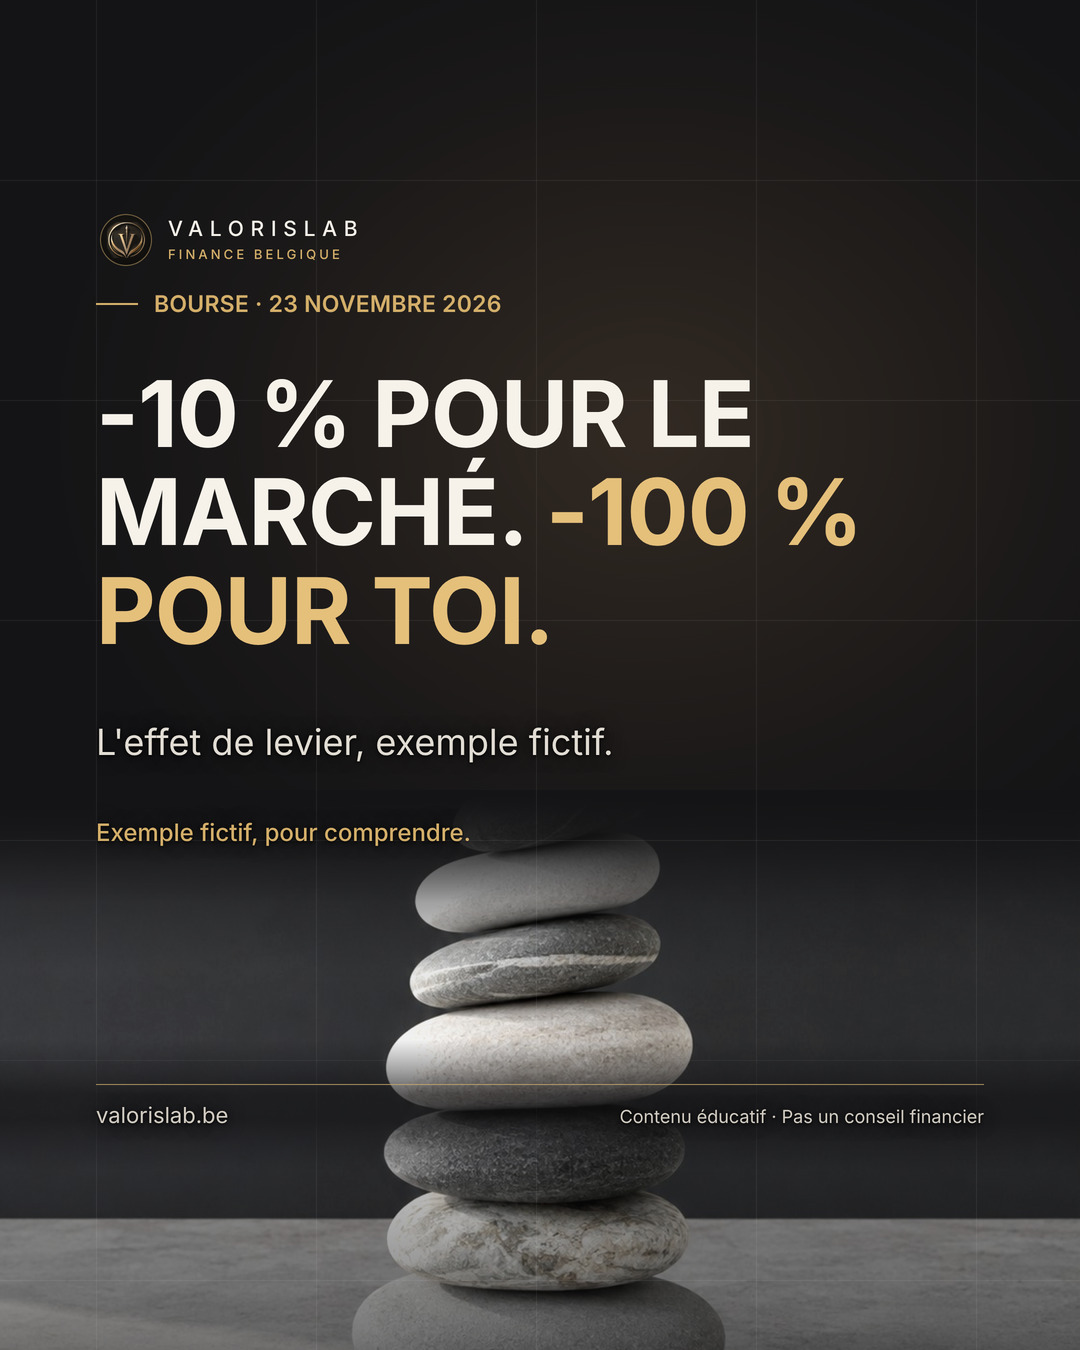 VALORISLAB
FINANCE BELGIQUE
BOURSE · 23 NOVEMBRE 2026
-10 % POUR LE
MARCHÉ. -100 %
POUR TOI.
L'effet de levier, exemple fictif.
Exemple fictif, pour comprendre.
valorislab.be
Contenu éducatif · Pas un conseil financier